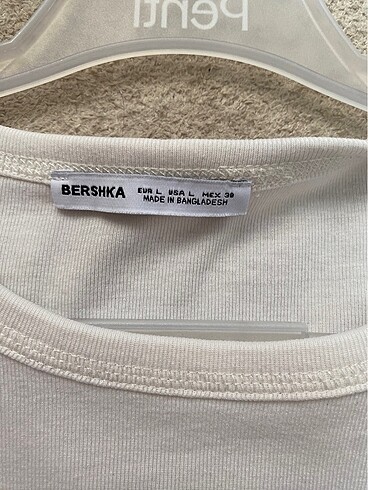 Penti
BERSHKA
EUR L USA L MEX 30
MADE IN BANGLADESH